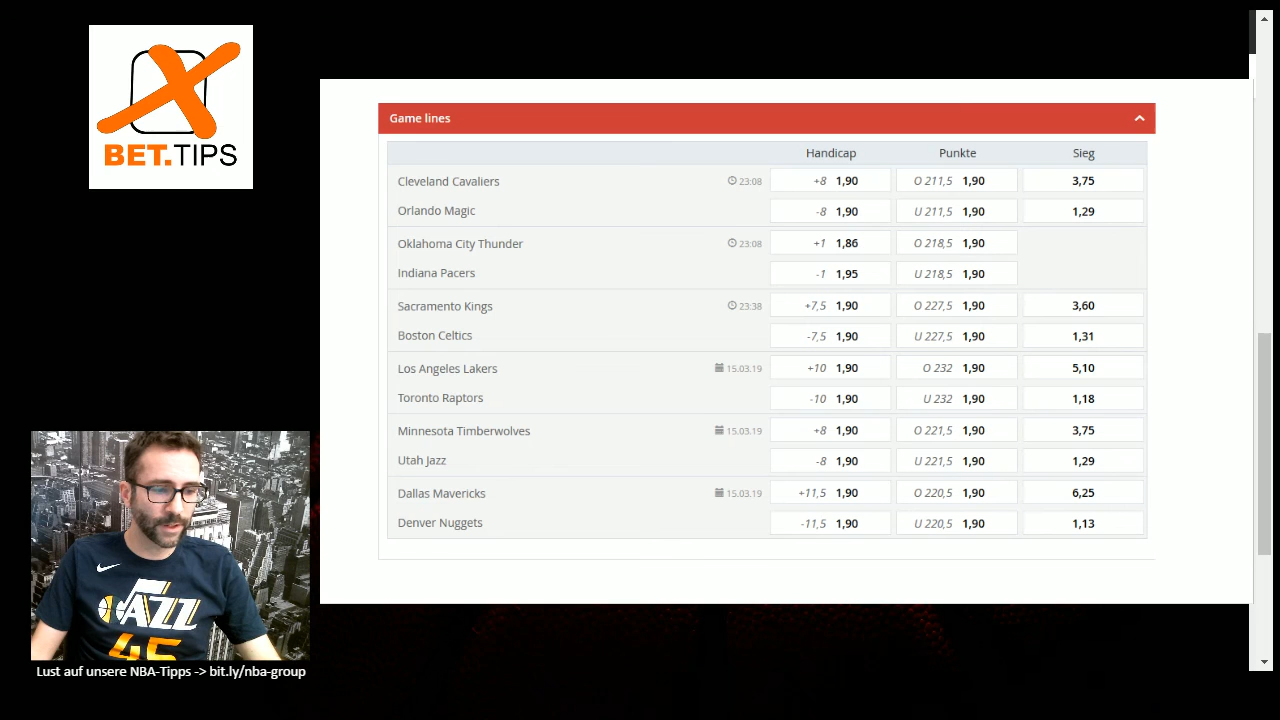 BET.TIPS
Game lines
Handicap Punkte Sieg
Cleveland Cavaliers 23:08 +8 1,90 O 211,5 1,90 3,75
Orlando Magic -8 1,90 U 211,5 1,90 1,29
Oklahoma City Thunder 23:08 +1 1,86 O 218,5 1,90
Indiana Pacers -1 1,95 U 218,5 1,90
Sacramento Kings 23:38 +7,5 1,90 O 227,5 1,90 3,60
Boston Celtics -7,5 1,90 U 227,5 1,90 1,31
Los Angeles Lakers 15.03.19 +10 1,90 O 232 1,90 5,10
Toronto Raptors -10 1,90 U 232 1,90 1,18
Minnesota Timberwolves 15.03.19 +8 1,90 O 221,5 1,90 3,75
Utah Jazz -8 1,90 U 221,5 1,90 1,29
Dallas Mavericks 15.03.19 +11,5 1,90 O 220,5 1,90 6,25
Denver Nuggets -11,5 1,90 U 220,5 1,90 1,13
JAZZ
45
Lust auf unsere NBA-Tipps -> bit.ly/nba-group